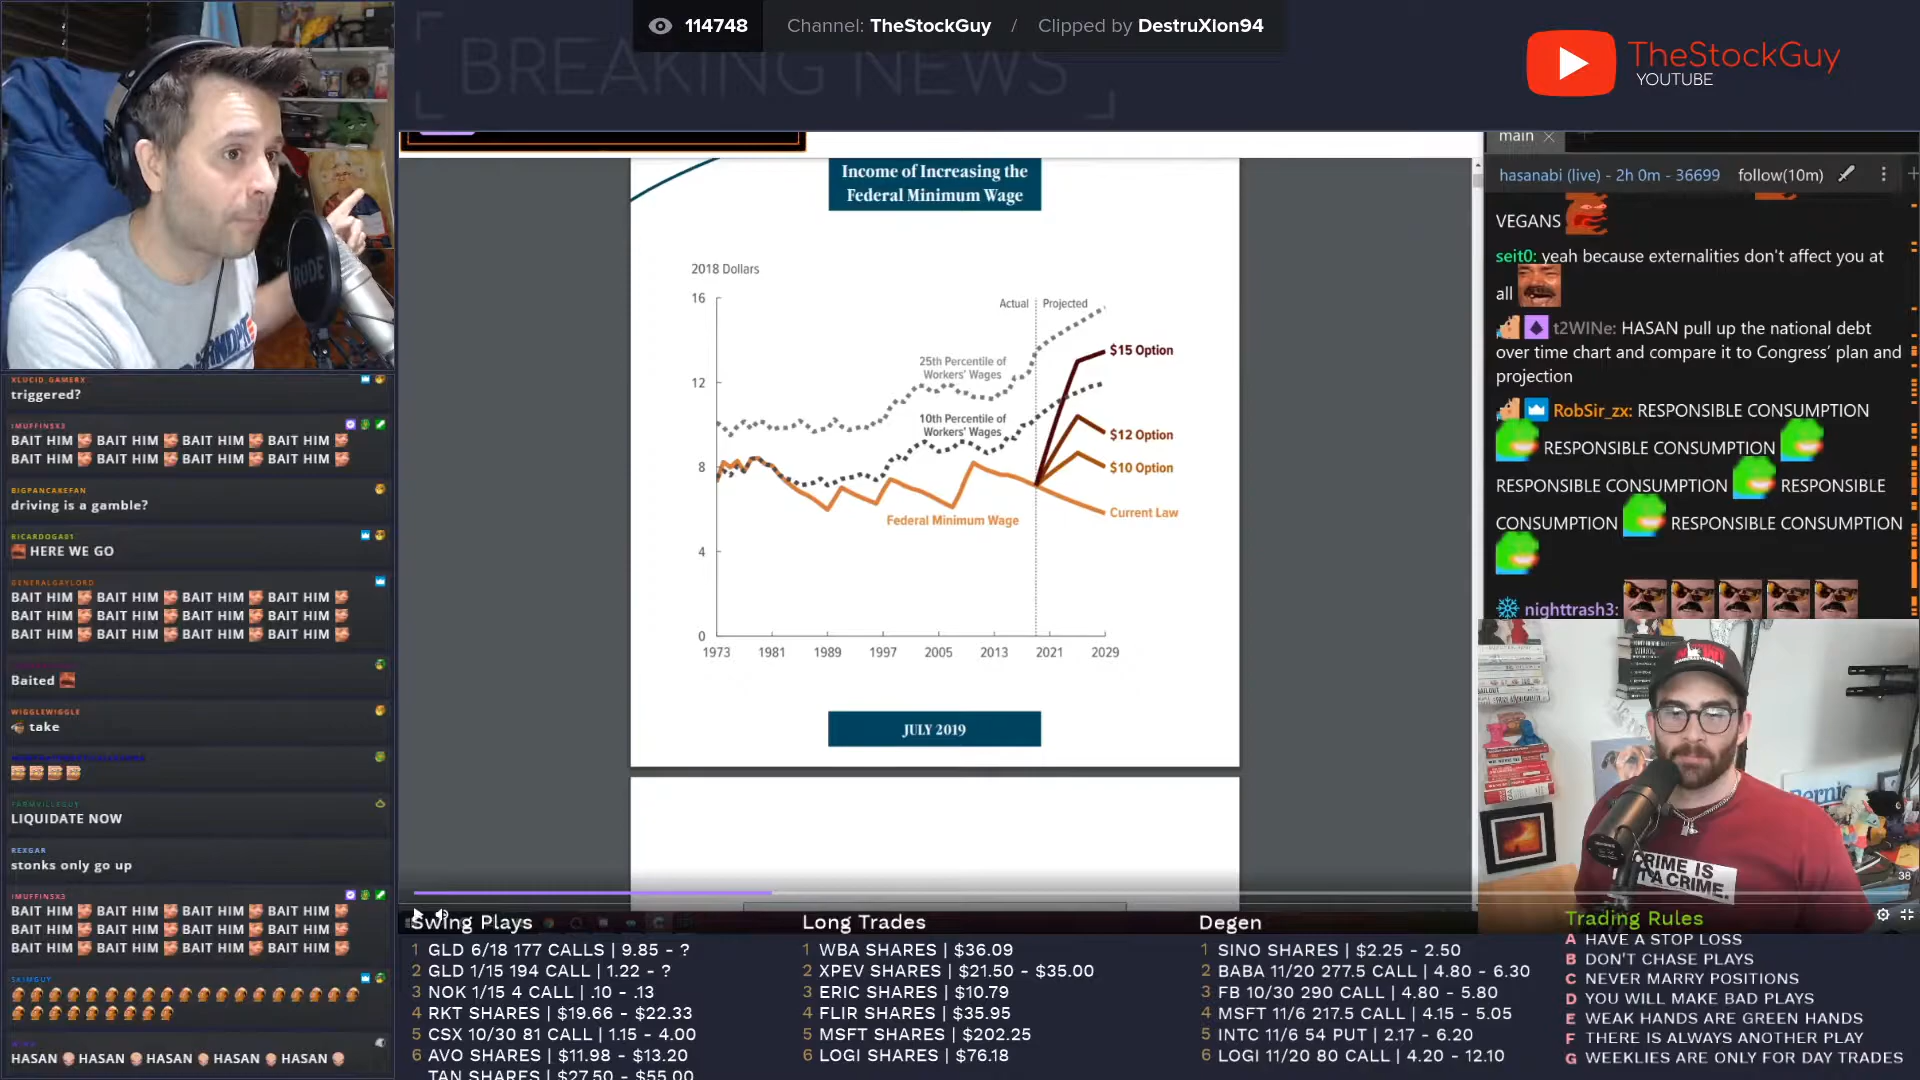 114748
Channel: TheStockGuy / Clipped by DestruXIon94
BREAKING NEWS
TheStockGuy
YOUTUBE
XLUCID_GAMERX
triggered?
IMUFFINSX3
BAIT HIM BAIT HIM BAIT HIM BAIT HIM
BAIT HIM BAIT HIM BAIT HIM BAIT HIM
BIGPANCAKEFAN
driving is a gamble?
RICARDOGA01
HERE WE GO
GENERALGAYLORD
BAIT HIM BAIT HIM BAIT HIM BAIT HIM
BAIT HIM BAIT HIM BAIT HIM BAIT HIM
BAIT HIM BAIT HIM BAIT HIM BAIT HIM
Baited
WIGGLEWIGGLE
take
FARMVILLEGUY
LIQUIDATE NOW
REXGAR
stonks only go up
IMUFFINSX3
BAIT HIM BAIT HIM BAIT HIM BAIT HIM
BAIT HIM BAIT HIM BAIT HIM BAIT HIM
BAIT HIM BAIT HIM BAIT HIM BAIT HIM
HASAN HASAN HASAN HASAN HASAN
RODE
Income of Increasing the
Federal Minimum Wage
2018 Dollars
16
12
8
4
0
Actual
Projected
25th Percentile of
Workers' Wages
10th Percentile of
Workers' Wages
Federal Minimum Wage
$15 Option
$12 Option
$10 Option
Current Law
1973 1981 1989 1997 2005 2013 2021 2029
JULY 2019
main
hasanabi (live) - 2h 0m - 36699 follow(10m)
VEGANS
seit0: yeah because externalities don't affect you at
all
t2WINe: HASAN pull up the national debt
over time chart and compare it to Congress' plan and
projection
RobSir_zx: RESPONSIBLE CONSUMPTION
RESPONSIBLE CONSUMPTION
RESPONSIBLE CONSUMPTION RESPONSIBLE
CONSUMPTION RESPONSIBLE CONSUMPTION
nighttrash3:
Bernie
CRIME IS
T A CRIME.
38
Swing Plays
1 GLD 6/18 177 CALLS | 9.85 - ?
2 GLD 1/15 194 CALL | 1.22 - ?
3 NOK 1/15 4 CALL | .10 - .13
4 RKT SHARES | $19.66 - $22.33
5 CSX 10/30 81 CALL | 1.15 - 4.00
6 AVO SHARES | $11.98 - $13.20
TAN SHARES | $27.50 - $55.00
Long Trades
1 WBA SHARES | $36.09
2 XPEV SHARES | $21.50 - $35.00
3 ERIC SHARES | $10.79
4 FLIR SHARES | $35.95
5 MSFT SHARES | $202.25
6 LOGI SHARES | $76.18
Degen
1 SINO SHARES | $2.25 - 2.50
2 BABA 11/20 277.5 CALL | 4.80 - 6.30
3 FB 10/30 290 CALL | 4.80 - 5.80
4 MSFT 11/6 217.5 CALL | 4.15 - 5.05
5 INTC 11/6 54 PUT | 2.17 - 6.20
6 LOGI 11/20 80 CALL | 4.20 - 12.10
Trading Rules
A HAVE A STOP LOSS
B DON'T CHASE PLAYS
C NEVER MARRY POSITIONS
D YOU WILL MAKE BAD PLAYS
E WEAK HANDS ARE GREEN HANDS
F THERE IS ALWAYS ANOTHER PLAY
G WEEKLIES ARE ONLY FOR DAY TRADES